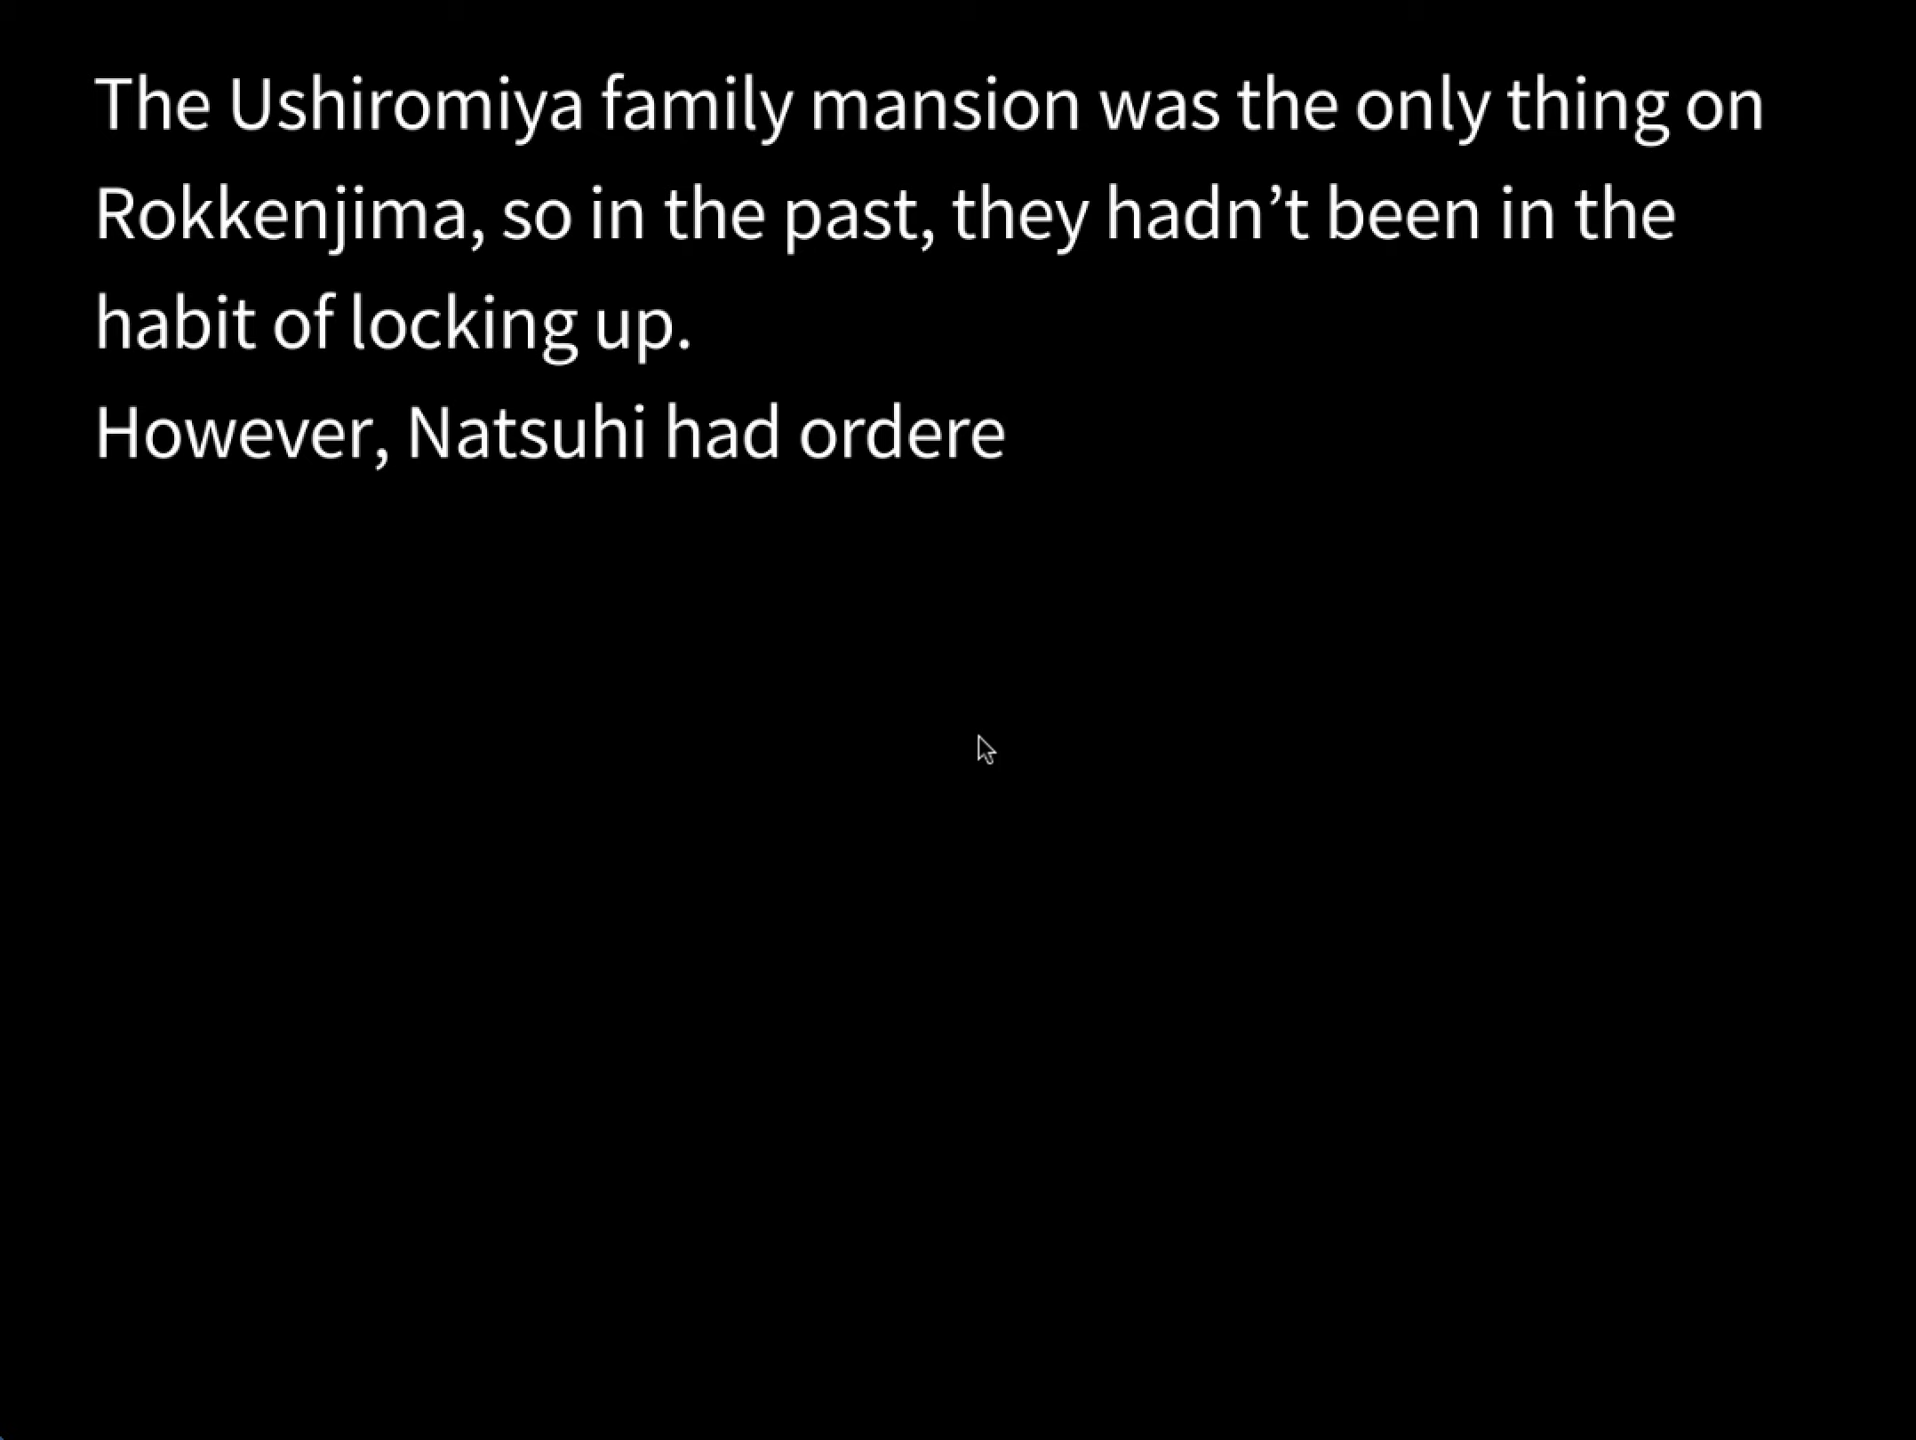 The Ushiromiya family mansion was the only thing on
Rokkenjima, so in the past, they hadn’t been in the
habit of locking up.
However, Natsuhi had ordere